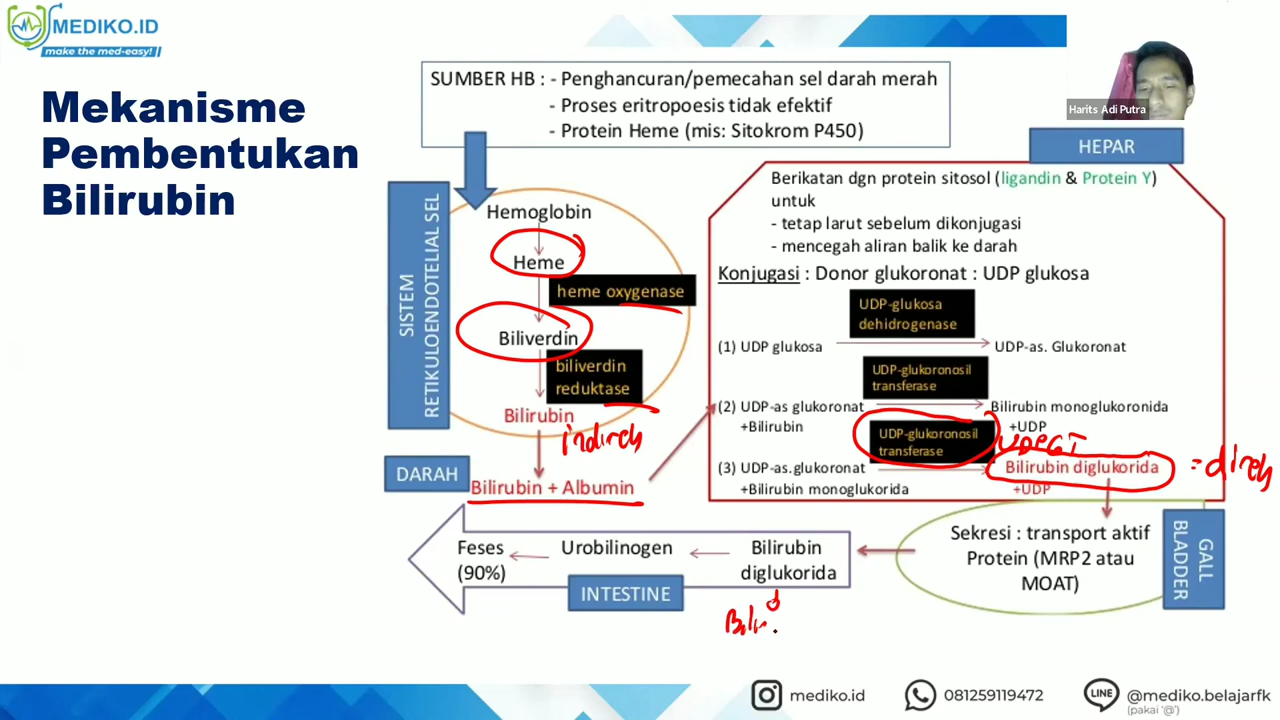 MEDIKO.ID
make the med-easy!
Mekanisme
Pembentukan
Bilirubin
SUMBER HB : - Penghancuran/pemecahan sel darah merah
- Proses eritropoesis tidak efektif
- Protein Heme (mis: Sitokrom P450)
Harits Adi Putra
SISTEM
RETIKULOENDOTELIAL SEL
Hemoglobin
Heme
heme oxygenase
Biliverdin
biliverdin
reduktase
Bilirubin
indirek
DARAH
Bilirubin + Albumin
HEPAR
Berikatan dgn protein sitosol (ligandin & Protein Y)
untuk
- tetap larut sebelum dikonjugasi
- mencegah aliran balik ke darah
Konjugasi : Donor glukoronat : UDP glukosa
UDP-glukosa
dehidrogenase
(1) UDP glukosa
UDP-as. Glukoronat
UDP-glukoronosil
transferase
(2) UDP-as glukoronat
+Bilirubin
Bilirubin monoglukoronida
+UDP
UDP-glukoronosil
transferase
UDPGT
(3) UDP-as.glukoronat
+Bilirubin monoglukorida
Bilirubin diglukorida
+UDP
= direk
GALL
BLADDER
Sekresi : transport aktif
Protein (MRP2 atau
MOAT)
Bilirubin
diglukorida
Urobilinogen
Feses
(90%)
INTESTINE
mediko.id
081259119472
LINE
@mediko.belajarfk
(pakai '@')